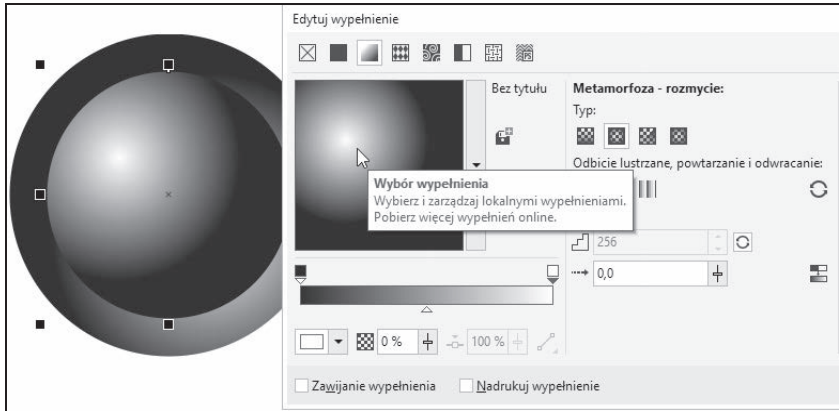 Edytuj wypełnienie
Bez tytułu
Metamorfoza - rozmycie:
Typ:
Odbicie lustrzane, powtarzanie i odwracanie:
Wybór wypełnienia
Wybierz i zarządzaj lokalnymi wypełnieniami.
Pobierz więcej wypełnień online.
256
0,0
0 %
100 %
Zawijanie wypełnienia
Nadrukuj wypełnienie